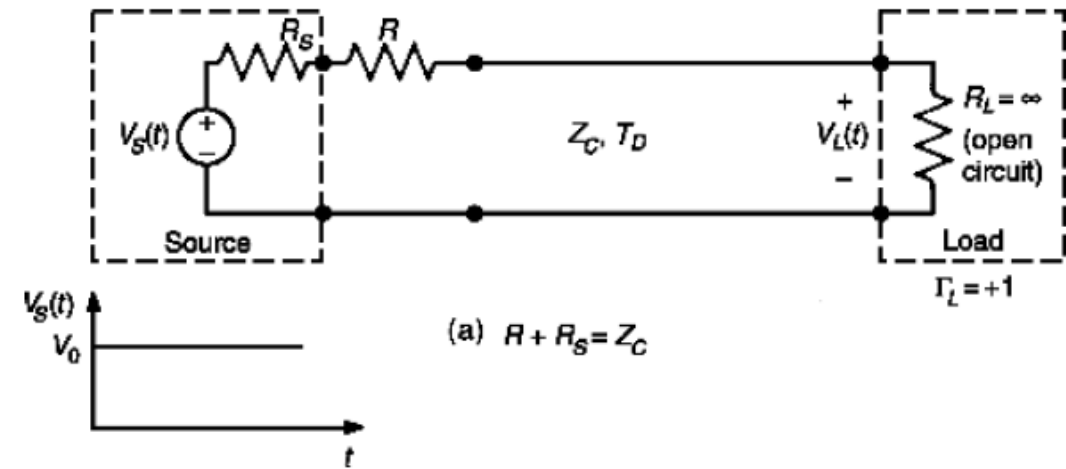 R_S
R
V_S(t)
+
−
Z_C, T_D
+
V_L(t)
−
R_L = ∞
(open
circuit)
Source
Load
Γ_L = +1
V_S(t)
V_0
t
(a) R + R_S = Z_C